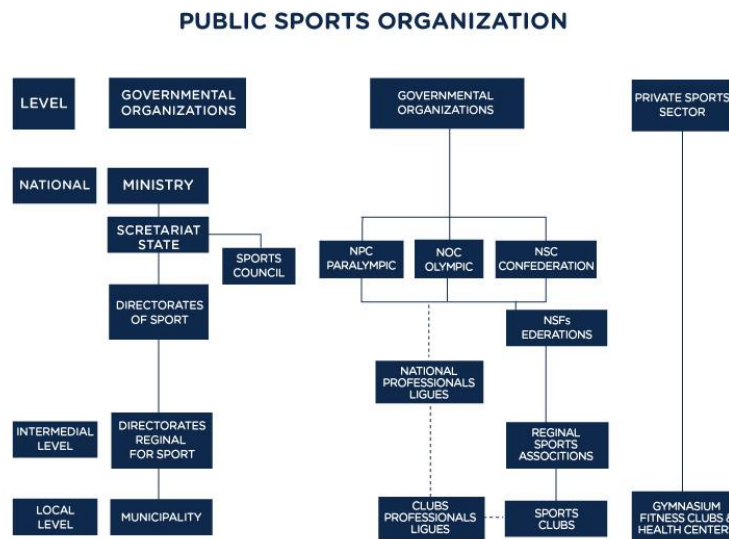 PUBLIC SPORTS ORGANIZATION
LEVEL
GOVERNMENTAL
ORGANIZATIONS
GOVERNMENTAL
ORGANIZATIONS
PRIVATE SPORTS
SECTOR
NATIONAL
MINISTRY
SCRETARIAT
STATE
SPORTS
COUNCIL
NPC
PARALYMPIC
NOC
OLYMPIC
NSC
CONFEDERATION
DIRECTORATES
OF SPORT
NSFs
EDERATIONS
NATIONAL
PROFESSIONALS
LIGUES
INTERMEDIAL
LEVEL
DIRECTORATES
REGINAL
FOR SPORT
REGINAL
SPORTS
ASSOCITIONS
LOCAL
LEVEL
MUNICIPALITY
CLUBS
PROFESSIONALS
LIGUES
SPORTS
CLUBS
GYMNASIUM
FITNESS CLUBS &
HEALTH CENTER